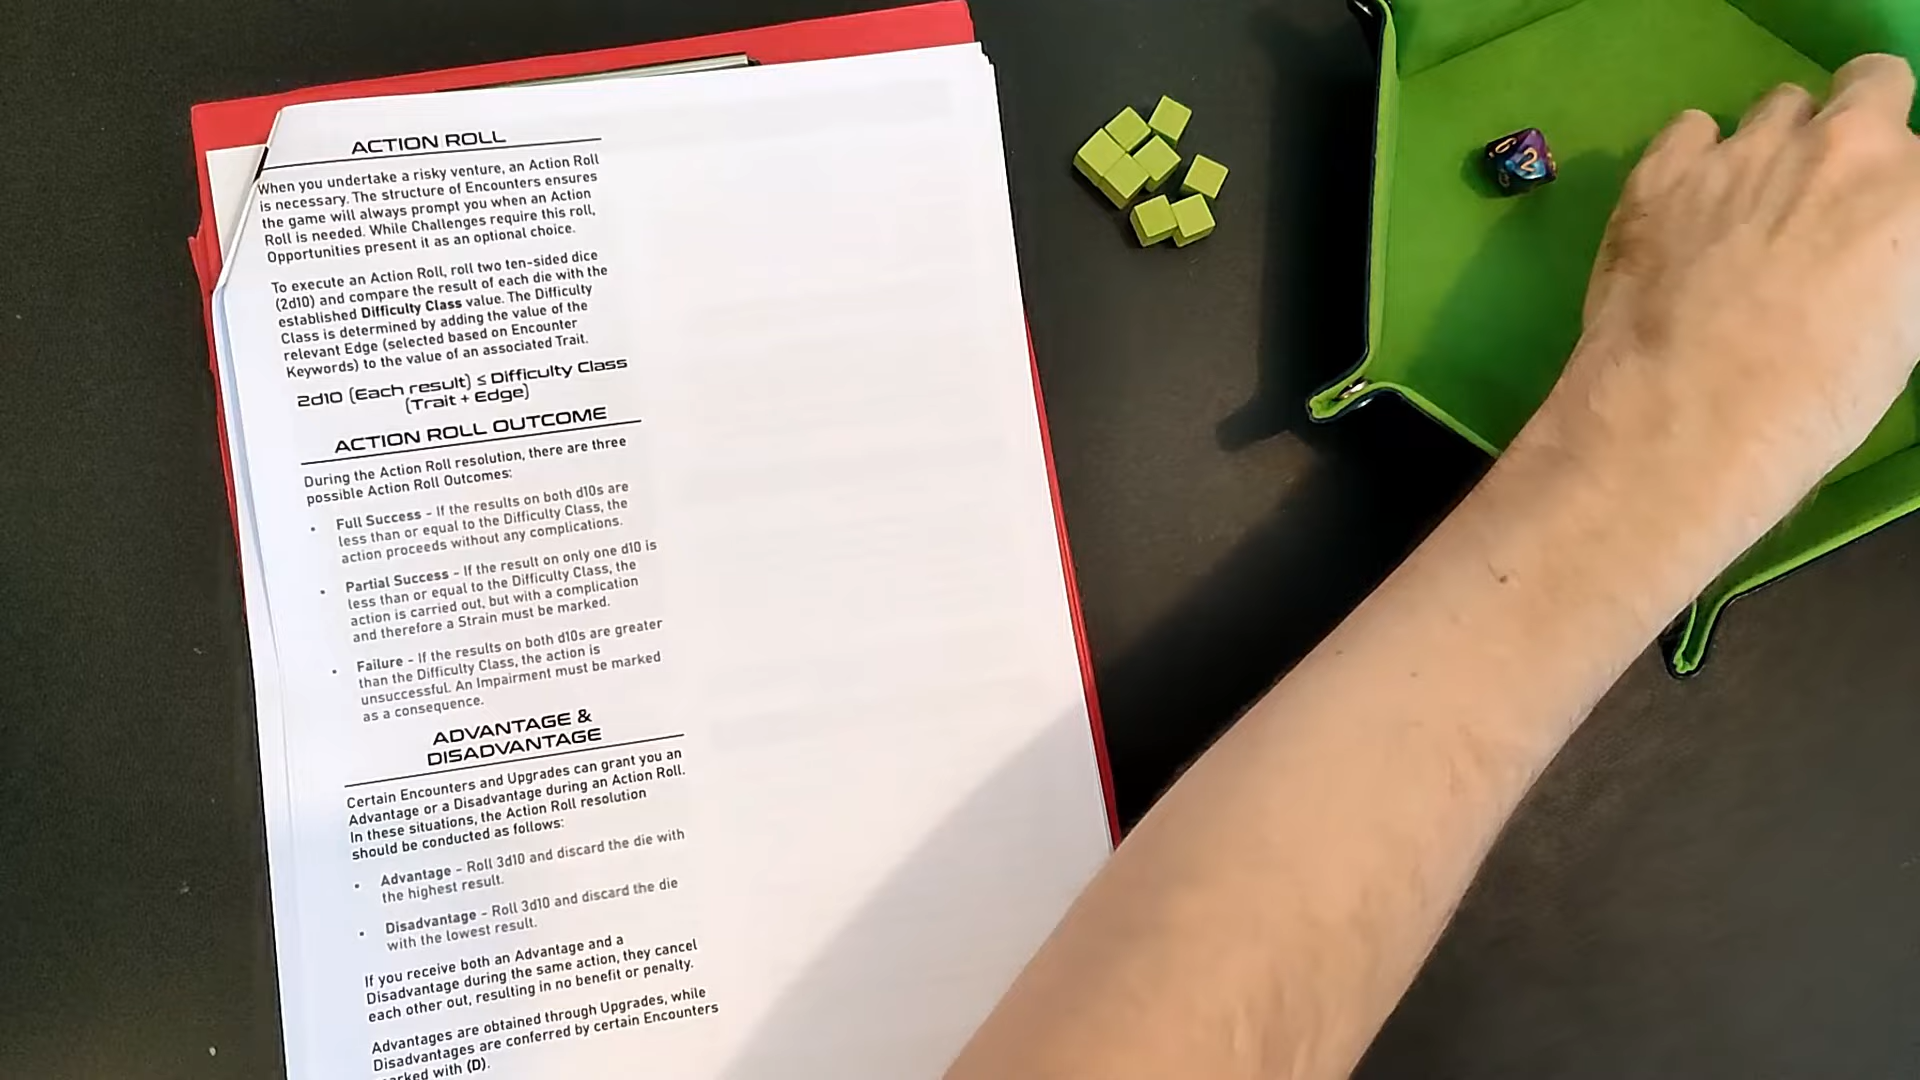 ACTION ROLL
When you undertake a risky venture, an Action Roll
is necessary. The structure of Encounters ensures
the game will always prompt you when an Action
Roll is needed. While Challenges require this roll,
Opportunities present it as an optional choice.
To execute an Action Roll, roll two ten-sided dice
(2d10) and compare the result of each die with the
established Difficulty Class value. The Difficulty
Class is determined by adding the value of the
relevant Edge (selected based on Encounter
Keywords) to the value of an associated Trait.
2d10 (Each result) ≤ Difficulty Class
(Trait + Edge)
ACTION ROLL OUTCOME
During the Action Roll resolution, there are three
possible Action Roll Outcomes:
• Full Success - If the results on both d10s are
less than or equal to the Difficulty Class, the
action proceeds without any complications.
• Partial Success - If the result on only one d10 is
less than or equal to the Difficulty Class, the
action is carried out, but with a complication
and therefore a Strain must be marked.
• Failure - If the results on both d10s are greater
than the Difficulty Class, the action is
unsuccessful. An Impairment must be marked
as a consequence.
ADVANTAGE &
DISADVANTAGE
Certain Encounters and Upgrades can grant you an
Advantage or a Disadvantage during an Action Roll.
In these situations, the Action Roll resolution
should be conducted as follows:
• Advantage - Roll 3d10 and discard the die with
the highest result.
• Disadvantage - Roll 3d10 and discard the die
with the lowest result.
If you receive both an Advantage and a
Disadvantage during the same action, they cancel
each other out, resulting in no benefit or penalty.
Advantages are obtained through Upgrades, while
Disadvantages are conferred by certain Encounters
with (D).
6 2